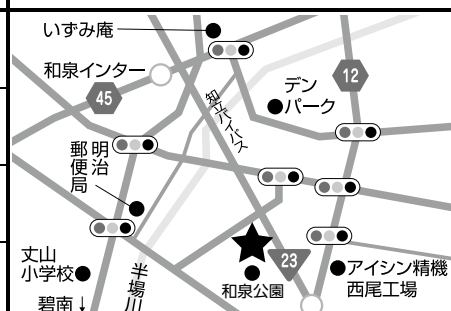 いずみ庵
和泉インター
45
知立バイパス
デン
パーク
12
明治
郵便局
丈山
小学校
碧南↓
半場川
和泉公園
23
アイシン精機
西尾工場